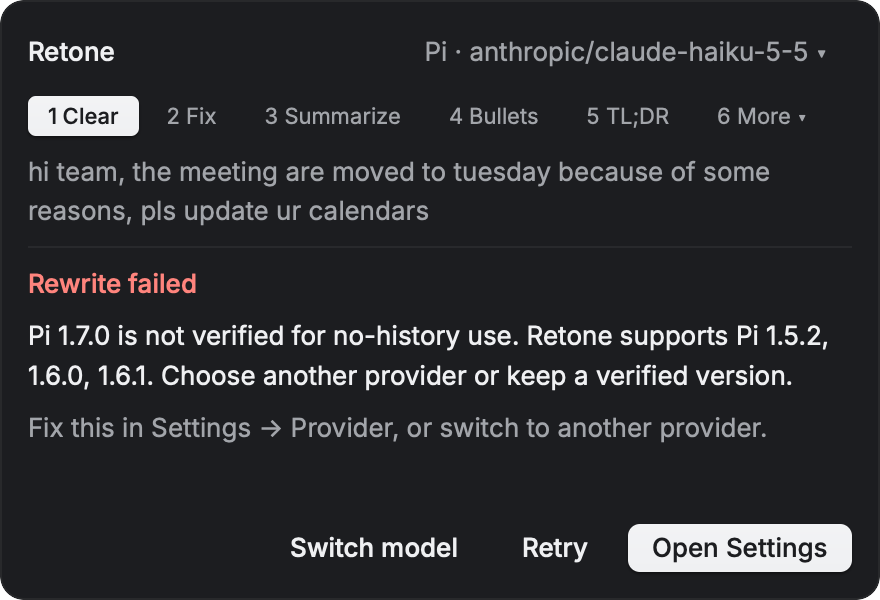 Retone
Pi · anthropic/claude-haiku-5-5 ▾
1 Clear
2 Fix
3 Summarize
4 Bullets
5 TL;DR
6 More ▾
hi team, the meeting are moved to tuesday because of some
reasons, pls update ur calendars
Rewrite failed
Pi 1.7.0 is not verified for no-history use. Retone supports Pi 1.5.2,
1.6.0, 1.6.1. Choose another provider or keep a verified version.
Fix this in Settings → Provider, or switch to another provider.
Switch model
Retry
Open Settings